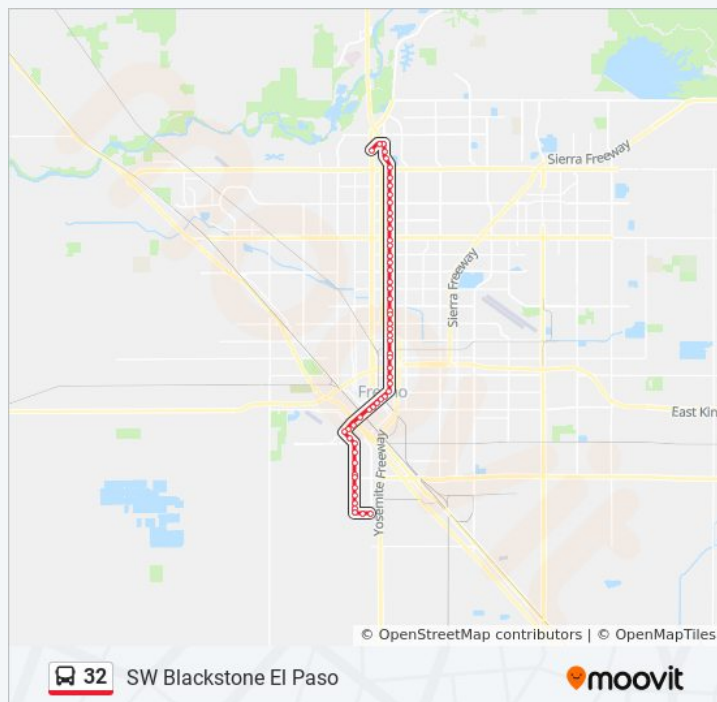 Sierra Freeway
Sierra Freeway
Fresno
East Kin
Yosemite Freeway
© OpenStreetMap contributors | © OpenMapTiles
32 SW Blackstone El Paso
moovit